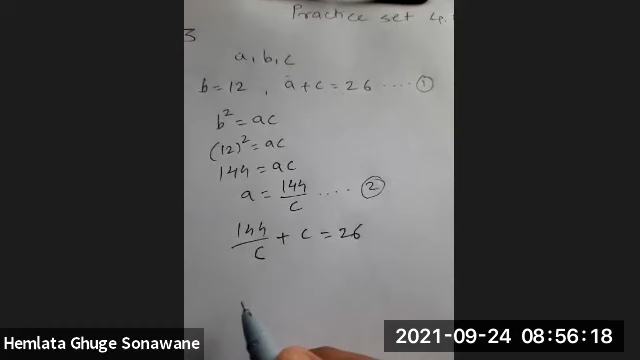 Practice set 4.
3
a, b, c
b = 12 , a + c = 26 .... ①
b² = ac
(12)² = ac
144 = ac
a = 144/c .... ②
144/c + c = 26
Hemlata Ghuge Sonawane
2021-09-24 08:56:18